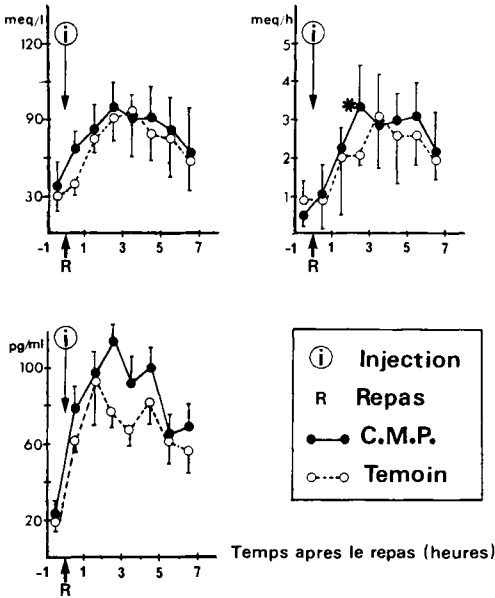 meq/l
120
90
30
i
-1
1
3
5
7
R
meq/h
5
4
3
2
1
i
-1
1
3
5
7
R
pg/ml
100
60
20
i
-1
1
3
5
7
R
i Injection
R Repas
C.M.P.
Temoin
Temps apres le repas (heures)